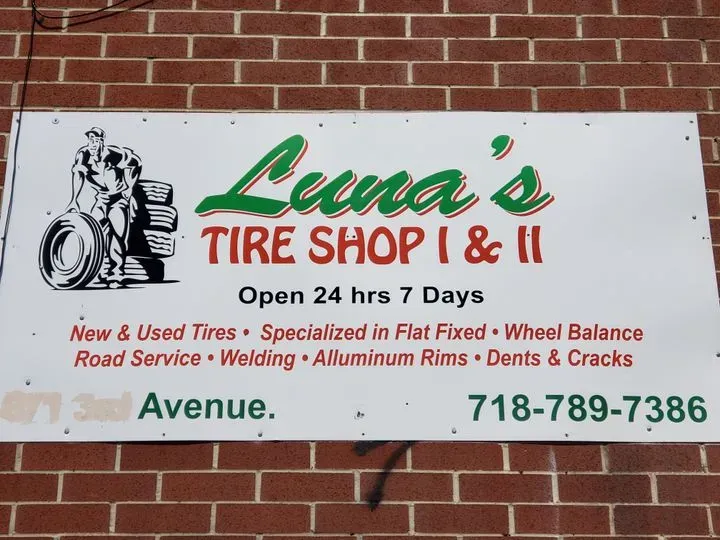 Luna's
TIRE SHOP I & II
Open 24 hrs 7 Days
New & Used Tires • Specialized in Flat Fixed • Wheel Balance
Road Service • Welding • Alluminum Rims • Dents & Cracks
3rd Avenue.
718-789-7386